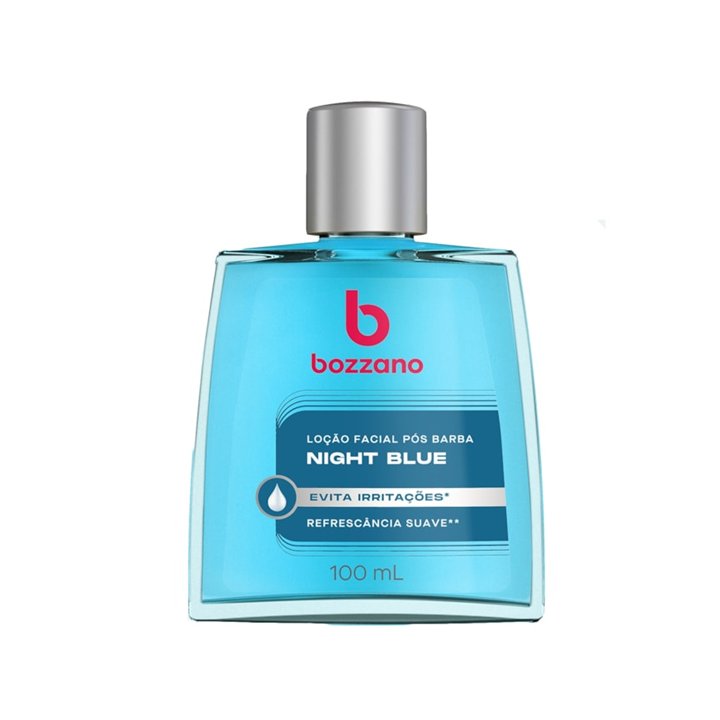 b
bozzano
LOÇÃO FACIAL PÓS BARBA
NIGHT BLUE
EVITA IRRITAÇÕES*
REFRESCÂNCIA SUAVE**
100 mL